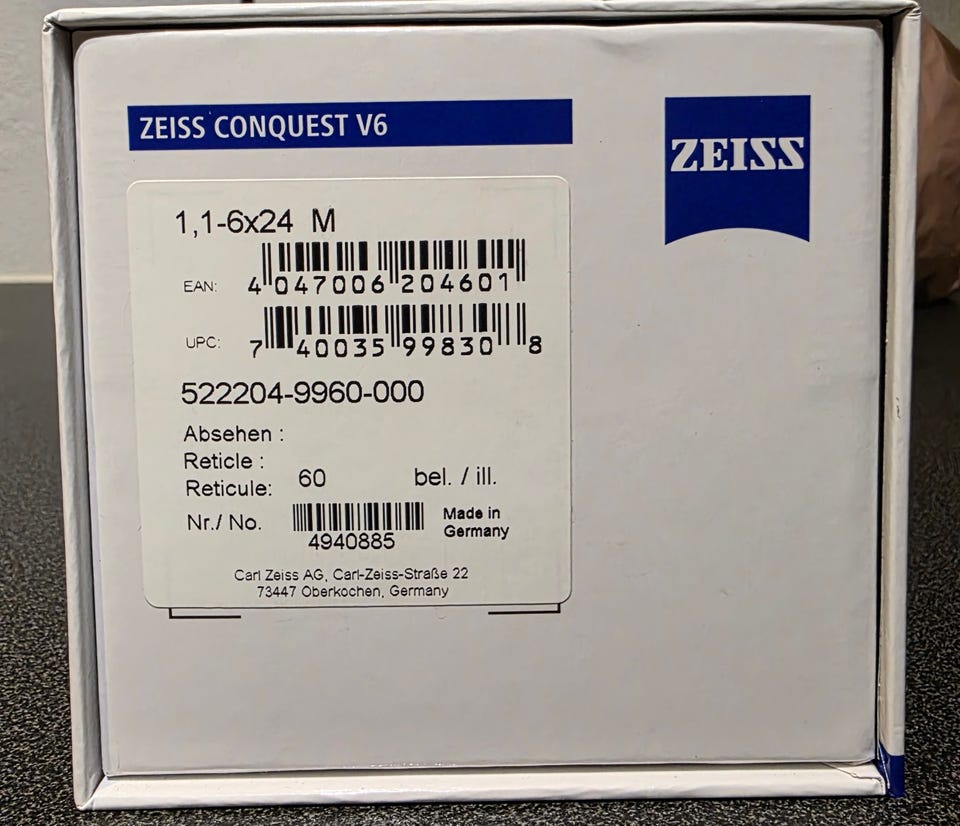 ZEISS CONQUEST V6
ZEISS
1,1-6x24 M
EAN: 4 047006 204601
UPC: 7 40035 99830 8
522204-9960-000
Absehen :
Reticle :
Reticule: 60 bel. / ill.
Nr./ No. 4940885 Made in
Germany
Carl Zeiss AG, Carl-Zeiss-Straße 22
73447 Oberkochen, Germany